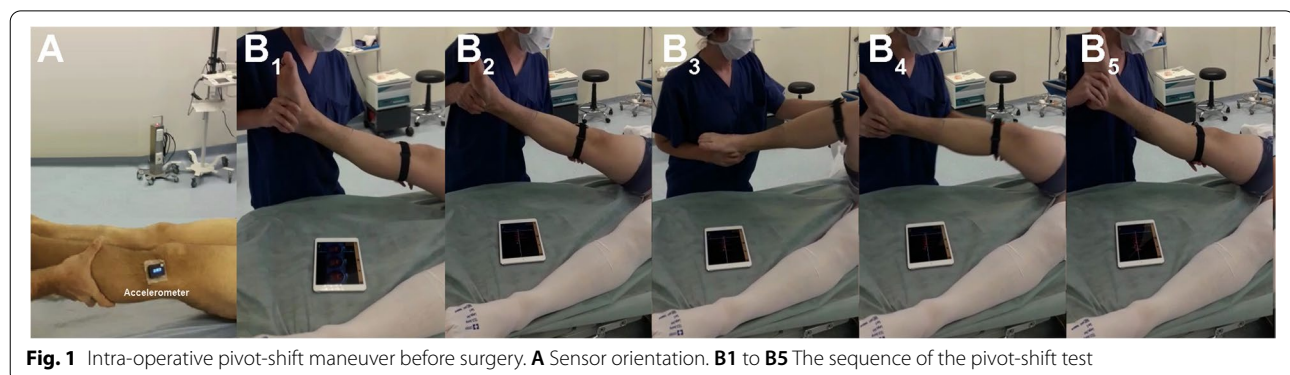 A
B1
B2
B3
B4
B5
Accelerometer
Fig. 1 Intra-operative pivot-shift maneuver before surgery. A Sensor orientation. B1 to B5 The sequence of the pivot-shift test